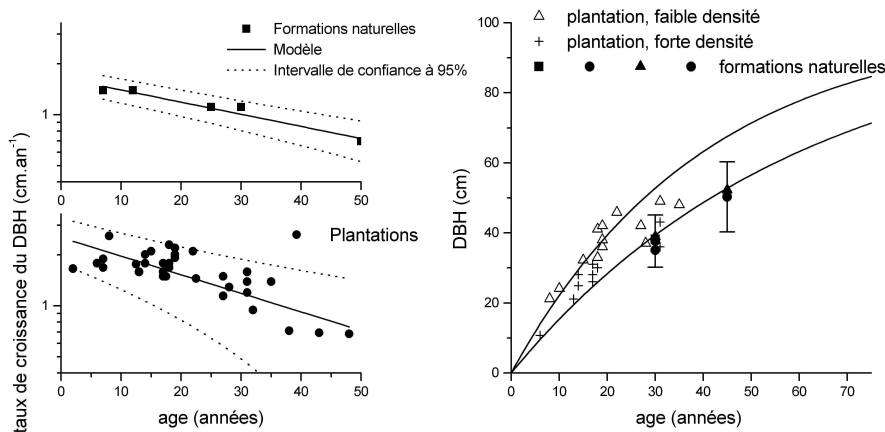 taux de croissance du DBH (cm.an⁻¹)
Formations naturelles
Modèle
Intervalle de confiance à 95%
1
0 10 20 30 40 50
Plantations
1
0 10 20 30 40 50
age (années)
plantation, faible densité
plantation, forte densité
formations naturelles
DBH (cm)
100
80
60
40
20
0
0 10 20 30 40 50 60 70
age (années)